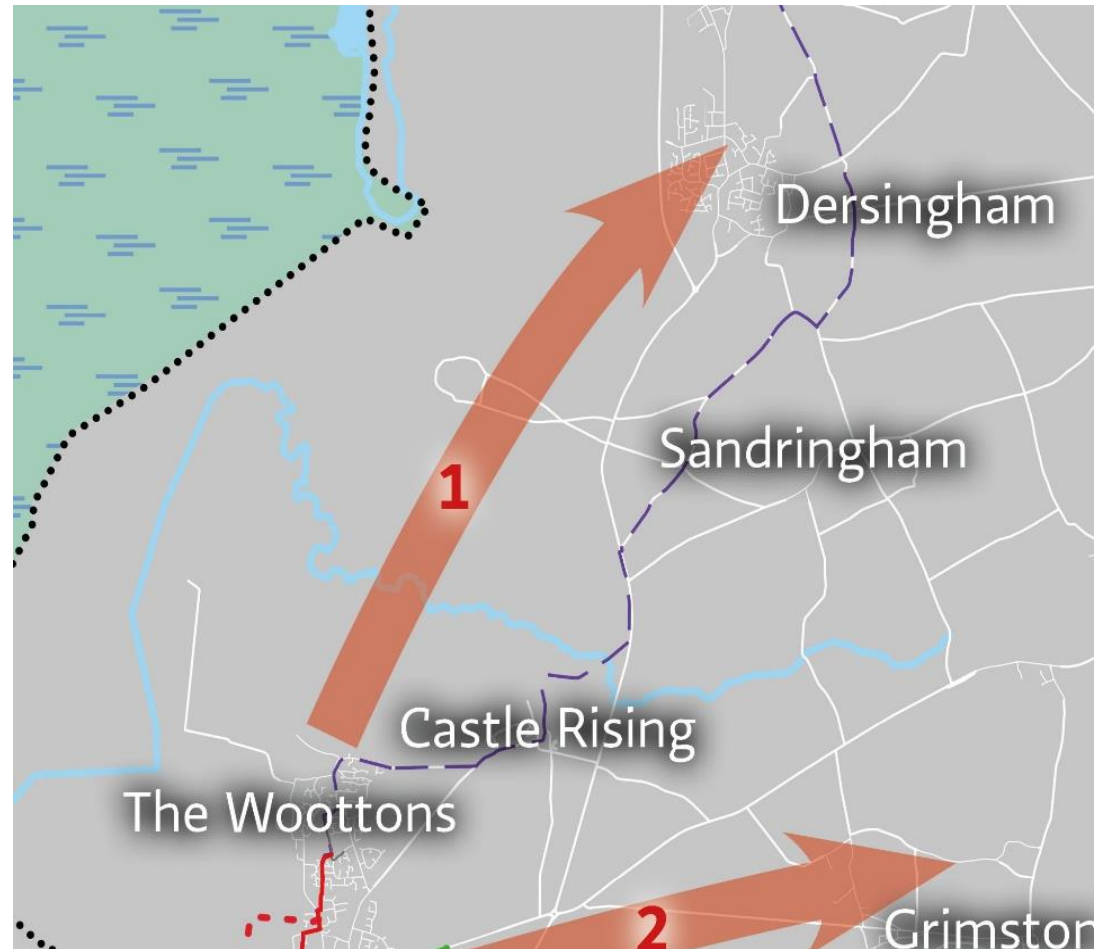 Dersingham
Sandringham
1
Castle Rising
The Woottons
2
Grimston